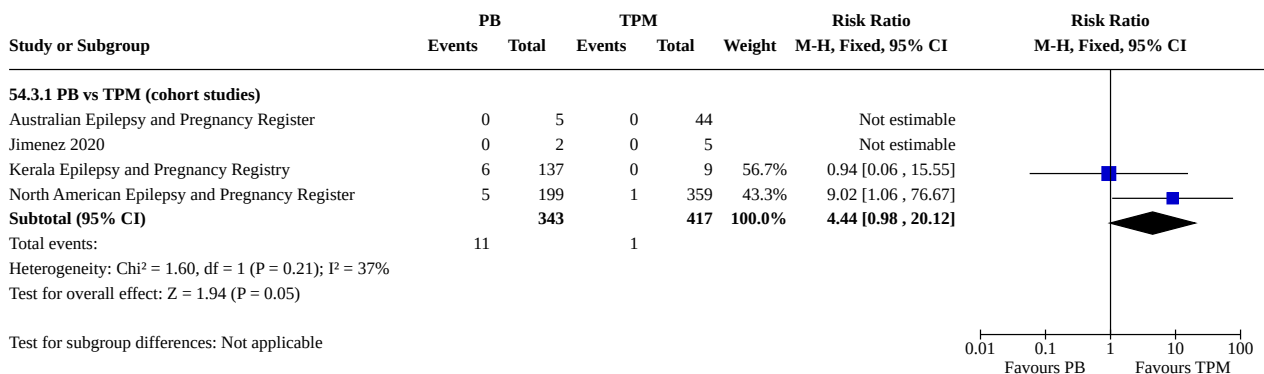 PB TPM Risk Ratio Risk Ratio
Study or Subgroup Events Total Events Total Weight M-H, Fixed, 95% CI M-H, Fixed, 95% CI
54.3.1 PB vs TPM (cohort studies)
Australian Epilepsy and Pregnancy Register 0 5 0 44 Not estimable
Jimenez 2020 0 2 0 5 Not estimable
Kerala Epilepsy and Pregnancy Registry 6 137 0 9 56.7% 0.94 [0.06 , 15.55]
North American Epilepsy and Pregnancy Register 5 199 1 359 43.3% 9.02 [1.06 , 76.67]
Subtotal (95% CI) 343 417 100.0% 4.44 [0.98 , 20.12]
Total events: 11 1
Heterogeneity: Chi² = 1.60, df = 1 (P = 0.21); I² = 37%
Test for overall effect: Z = 1.94 (P = 0.05)
Test for subgroup differences: Not applicable
0.01 0.1 1 10 100
Favours PB Favours TPM